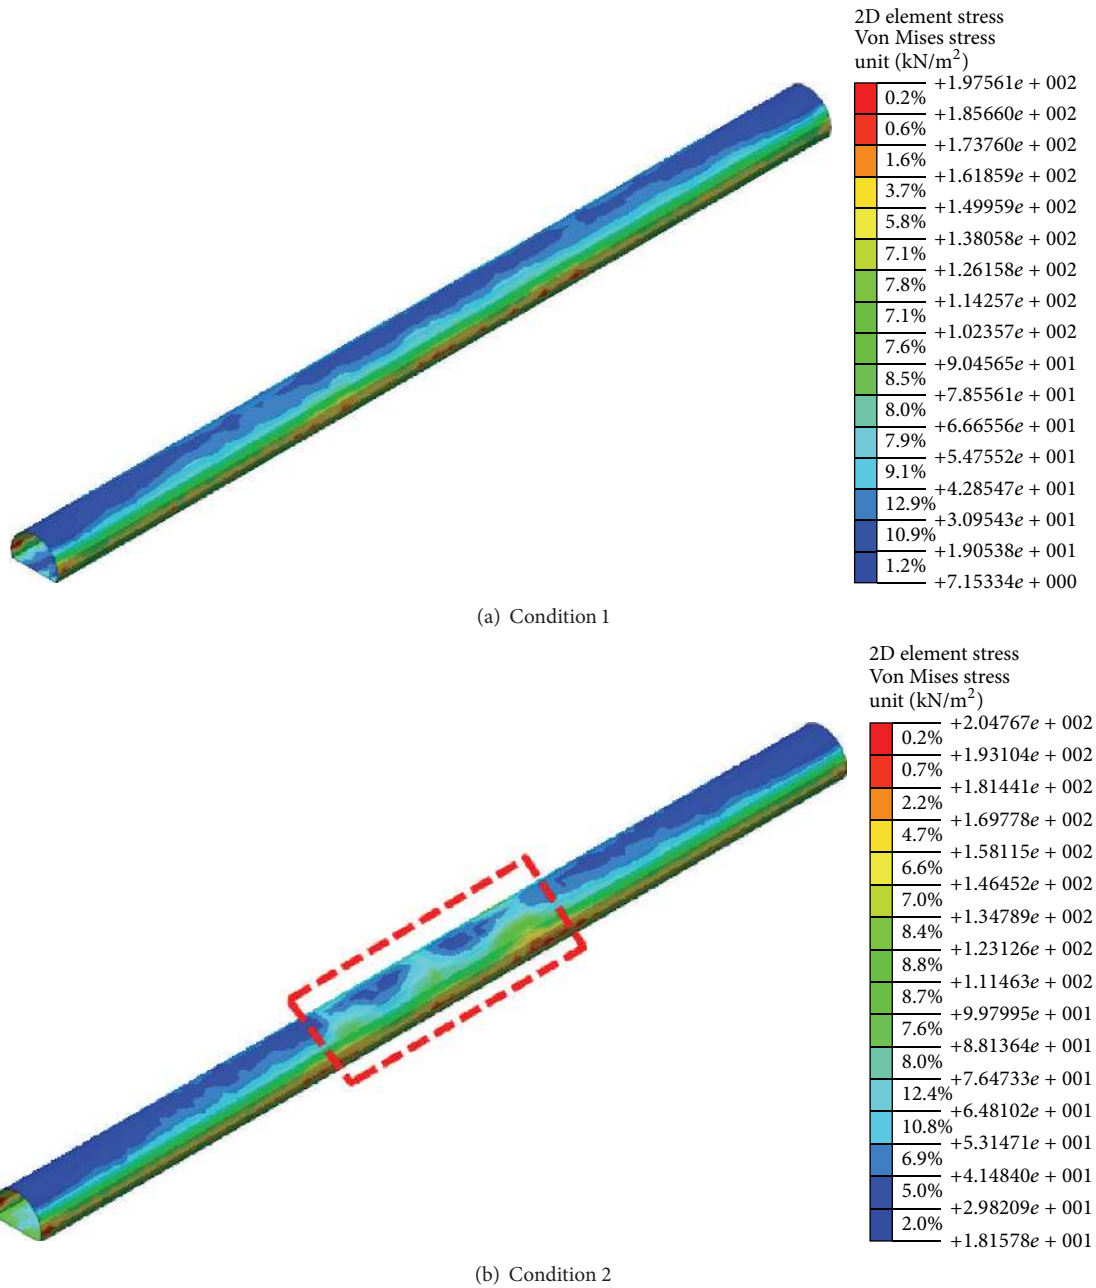 2D element stress
Von Mises stress
unit (kN/m²)
+1.97561e + 002
0.2%
+1.85660e + 002
0.6%
+1.73760e + 002
1.6%
+1.61859e + 002
3.7%
+1.49959e + 002
5.8%
+1.38058e + 002
7.1%
+1.26158e + 002
7.8%
+1.14257e + 002
7.1%
+1.02357e + 002
7.6%
+9.04565e + 001
8.5%
+7.85561e + 001
8.0%
+6.66556e + 001
7.9%
+5.47552e + 001
9.1%
+4.28547e + 001
12.9%
+3.09543e + 001
10.9%
+1.90538e + 001
1.2%
+7.15334e + 000
(a) Condition 1
2D element stress
Von Mises stress
unit (kN/m²)
+2.04767e + 002
0.2%
+1.93104e + 002
0.7%
+1.81441e + 002
2.2%
+1.69778e + 002
4.7%
+1.58115e + 002
6.6%
+1.46452e + 002
7.0%
+1.34789e + 002
8.4%
+1.23126e + 002
8.8%
+1.11463e + 002
8.7%
+9.97995e + 001
7.6%
+8.81364e + 001
8.0%
+7.64733e + 001
12.4%
+6.48102e + 001
10.8%
+5.31471e + 001
6.9%
+4.14840e + 001
5.0%
+2.98209e + 001
2.0%
+1.81578e + 001
(b) Condition 2